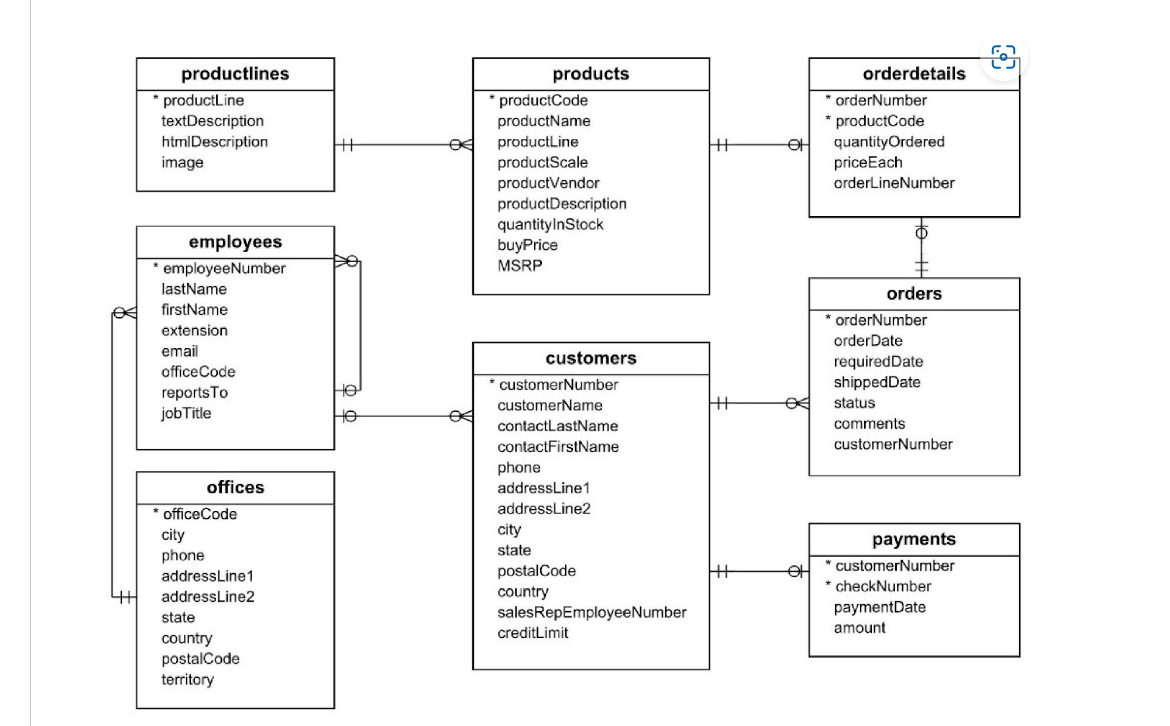 productlines
* productLine
textDescription
htmlDescription
image
products
* productCode
productName
productLine
productScale
productVendor
productDescription
quantityInStock
buyPrice
MSRP
orderdetails
* orderNumber
* productCode
quantityOrdered
priceEach
orderLineNumber
employees
* employeeNumber
lastName
firstName
extension
email
officeCode
reportsTo
jobTitle
customers
* customerNumber
customerName
contactLastName
contactFirstName
phone
addressLine1
addressLine2
city
state
postalCode
country
salesRepEmployeeNumber
creditLimit
orders
* orderNumber
orderDate
requiredDate
shippedDate
status
comments
customerNumber
offices
* officeCode
city
phone
addressLine1
addressLine2
state
country
postalCode
territory
payments
* customerNumber
* checkNumber
paymentDate
amount